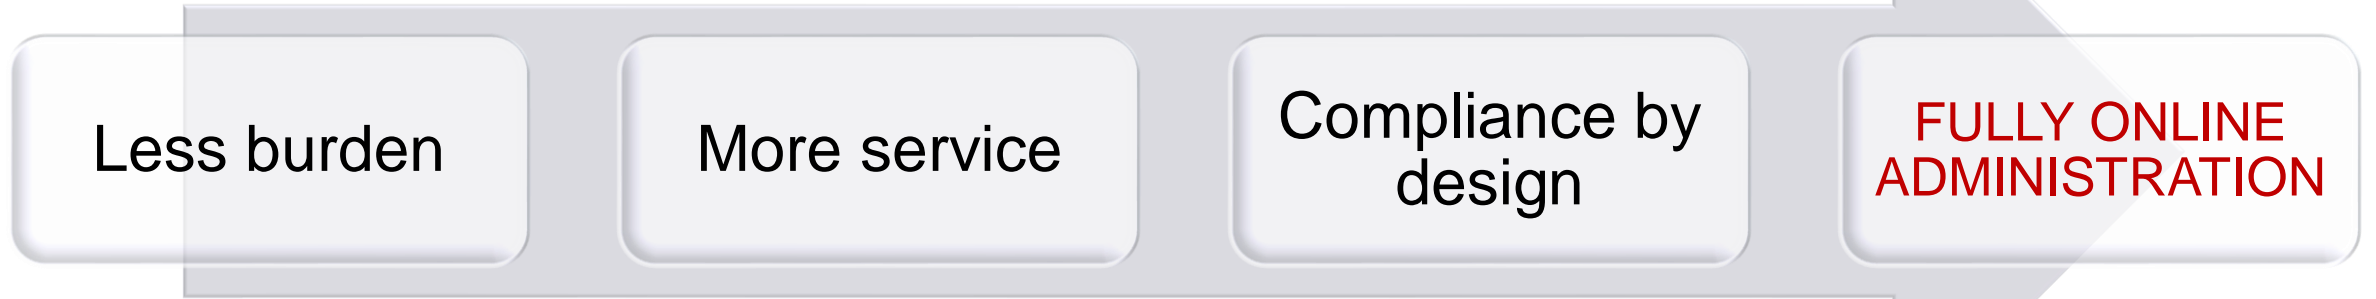 Less burden
More service
Compliance by
design
FULLY ONLINE
ADMINISTRATION